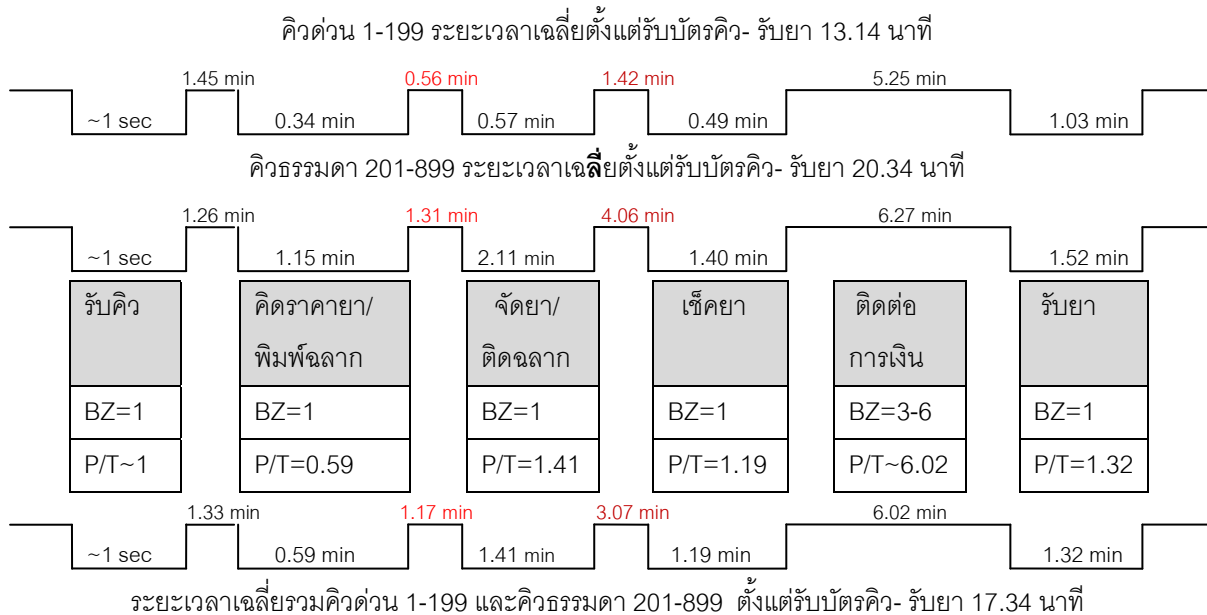 คิวด่วน 1-199 ระยะเวลาเฉลี่ยตั้งแต่รับบัตรคิว- รับยา 13.14 นาที
1.45 min 0.56 min 1.42 min 5.25 min
~1 sec 0.34 min 0.57 min 0.49 min 1.03 min
คิวธรรมดา 201-899 ระยะเวลาเฉลี่ยตั้งแต่รับบัตรคิว- รับยา 20.34 นาที
1.26 min 1.31 min 4.06 min 6.27 min
~1 sec 1.15 min 2.11 min 1.40 min 1.52 min
รับคิว คิดราคายา/ จัดยา/ เช็คยา ติดต่อ รับยา
พิมพ์ฉลาก ติดฉลาก การเงิน
BZ=1 BZ=1 BZ=1 BZ=1 BZ=3-6 BZ=1
P/T~1 P/T=0.59 P/T=1.41 P/T=1.19 P/T~6.02 P/T=1.32
1.33 min 1.17 min 3.07 min 6.02 min
~1 sec 0.59 min 1.41 min 1.19 min 1.32 min
ระยะเวลาเฉลี่ยรวมคิวด่วน 1-199 และคิวธรรมดา 201-899 ตั้งแต่รับบัตรคิว- รับยา 17.34 นาที